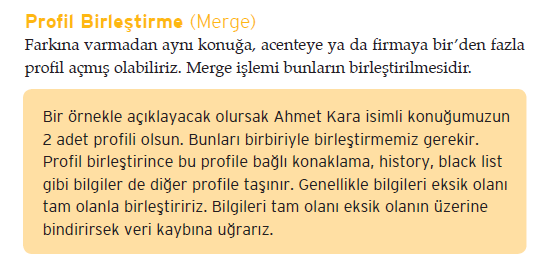 Profil Birleştirme (Merge)
Farkına varmadan aynı konuğa, acenteye ya da firmaya bir’den fazla
profil açmış olabiliriz. Merge işlemi bunların birleştirilmesidir.
Bir örnekle açıklayacak olursak Ahmet Kara isimli konuğumuzun
2 adet profili olsun. Bunları birbiriyle birleştirmemiz gerekir.
Profil birleştirince bu profile bağlı konaklama, history, black list
gibi bilgiler de diğer profile taşınır. Genellikle bilgileri eksik olanı
tam olanla birleştiririz. Bilgileri tam olanı eksik olanın üzerine
bindirirsek veri kaybına uğrarız.